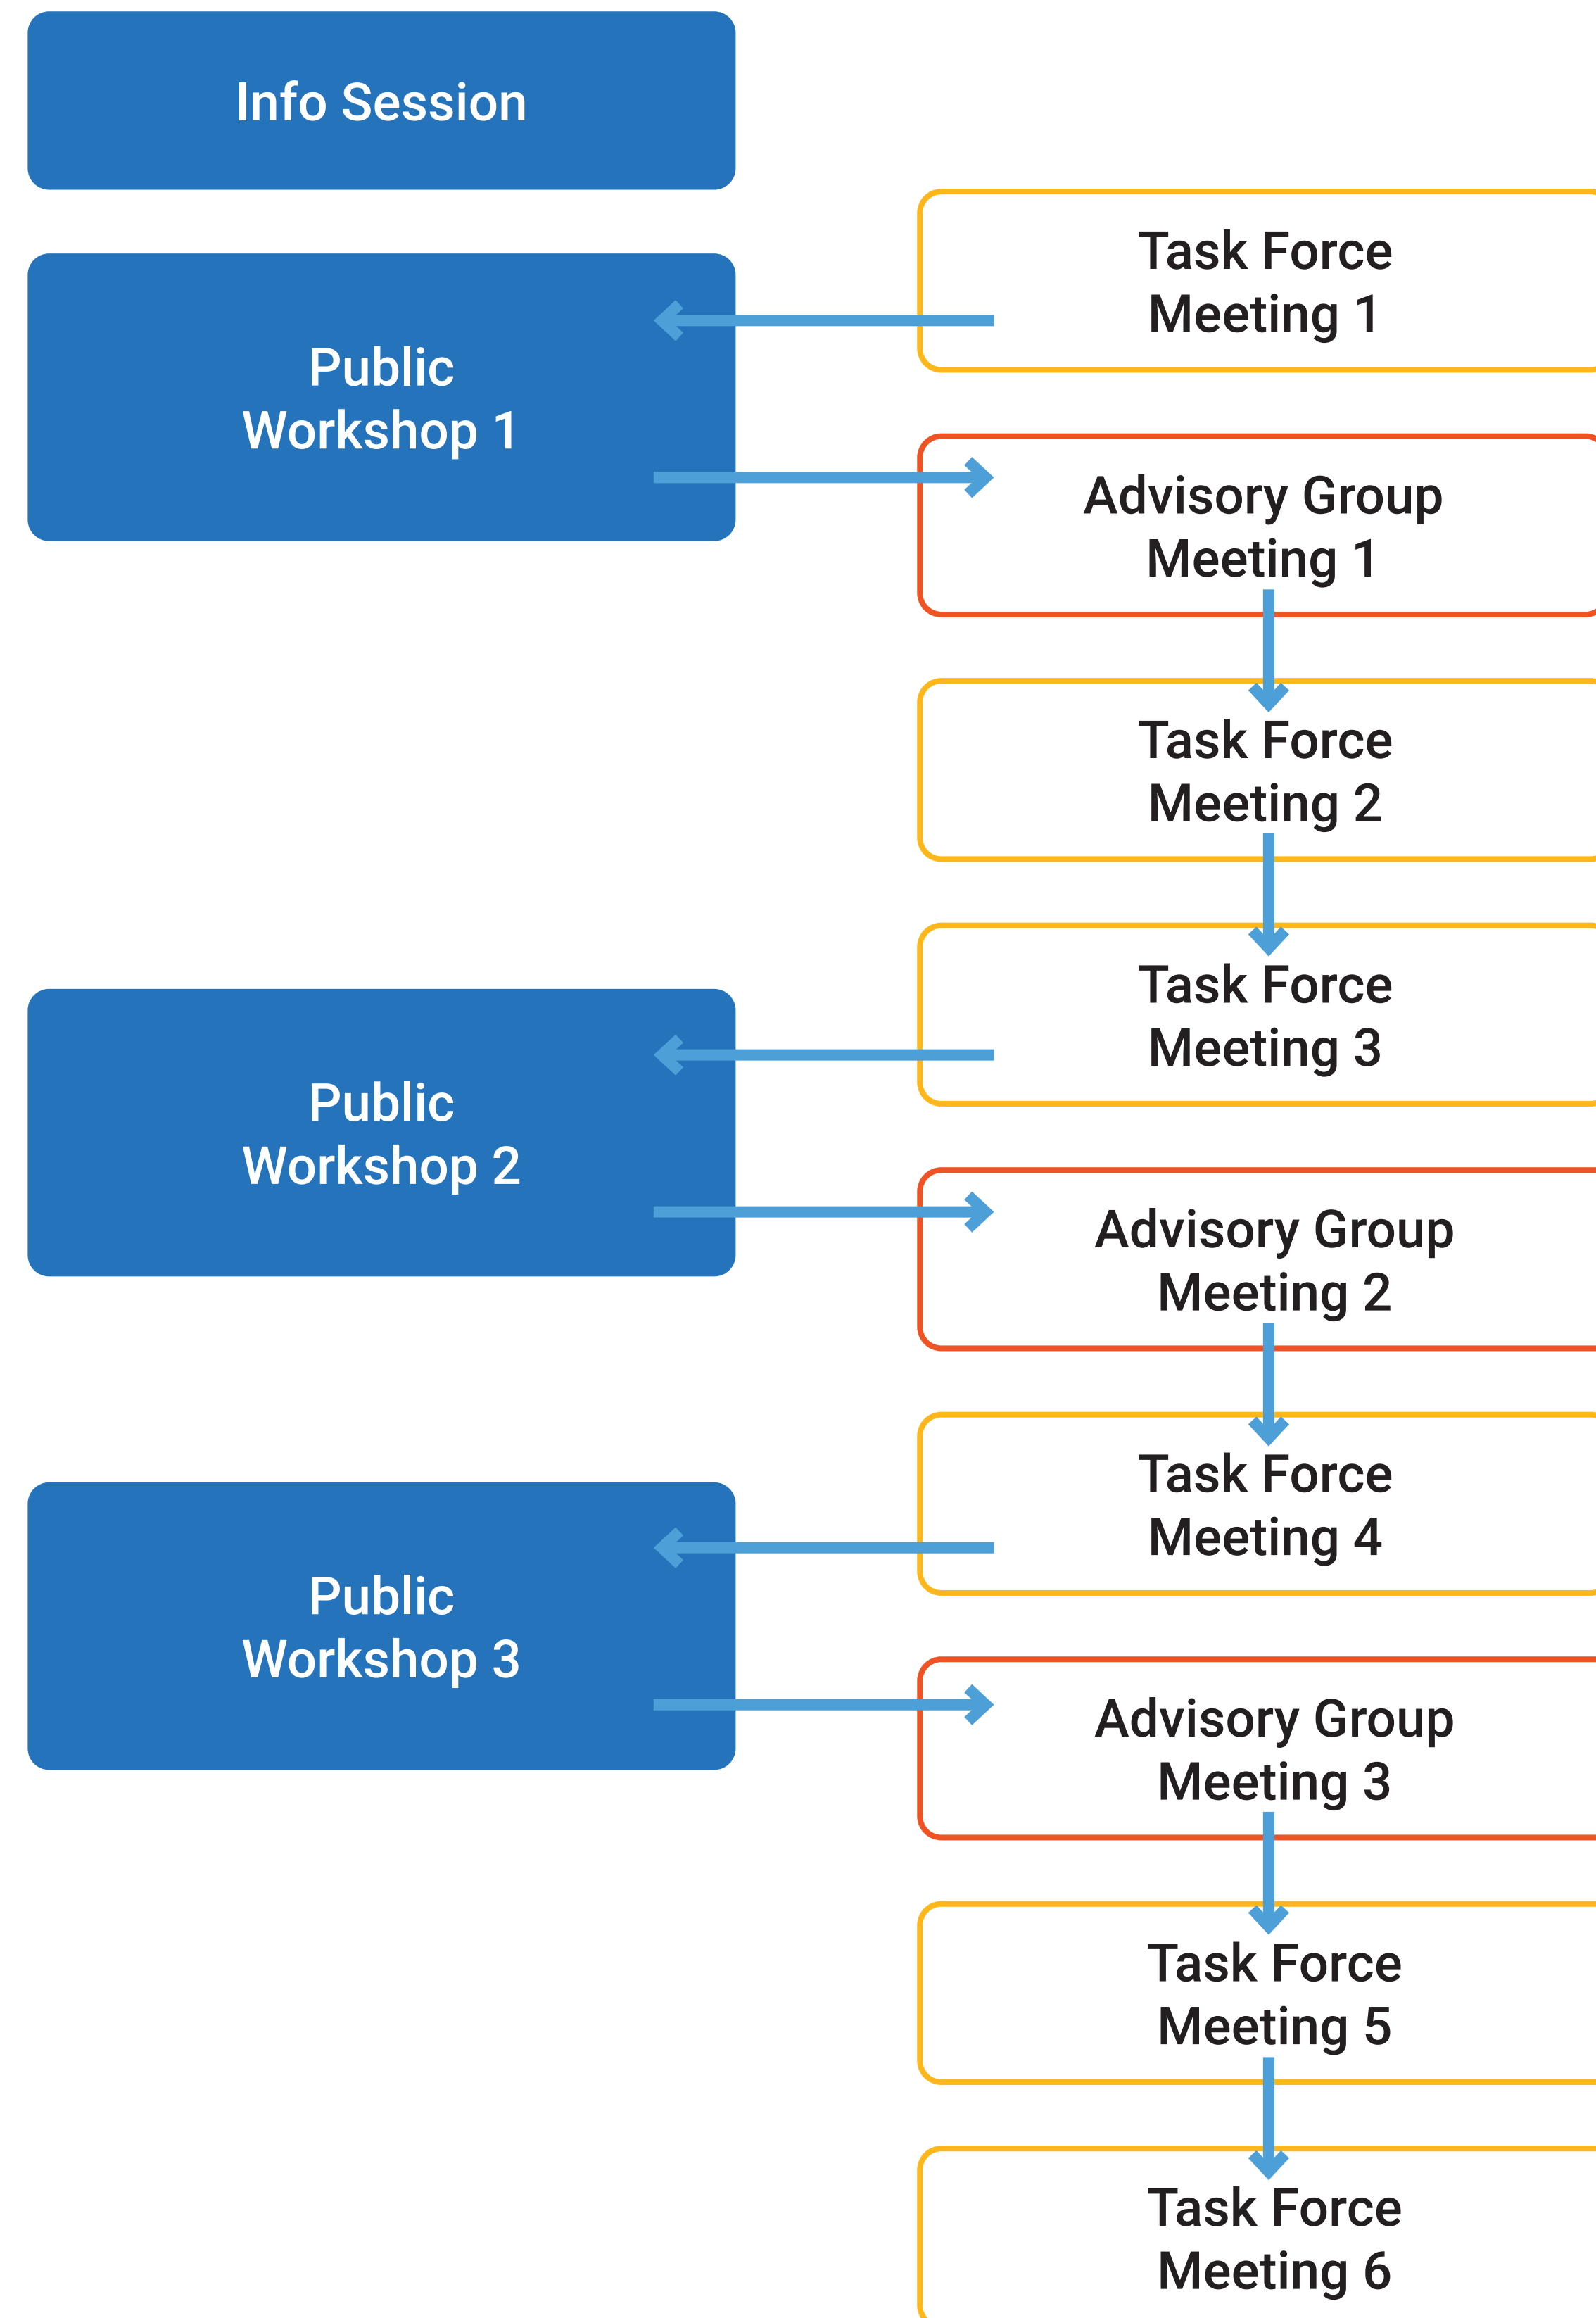 Info Session
Task Force
Meeting 1
Public
Workshop 1
Advisory Group
Meeting 1
Task Force
Meeting 2
Task Force
Meeting 3
Public
Workshop 2
Advisory Group
Meeting 2
Task Force
Meeting 4
Public
Workshop 3
Advisory Group
Meeting 3
Task Force
Meeting 5
Task Force
Meeting 6